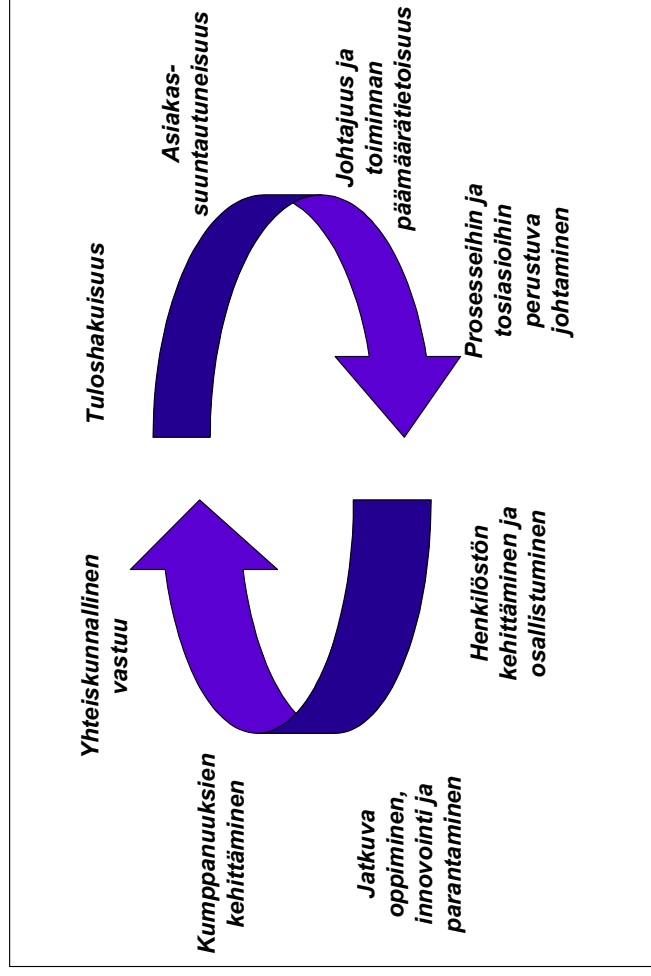 Tuloshakuisuus
Asiakas-
suuntautuneisuus
Johtajuus ja
toiminnan
päämäärätietoisuus
Prosesseihin ja
tosiasioihin
perustuva
johtaminen
Henkilöstön
kehittäminen ja
osallistuminen
Jatkuva
oppiminen,
innovointi ja
parantaminen
Kumppanuuksien
kehittäminen
Yhteiskunnallinen
vastuu